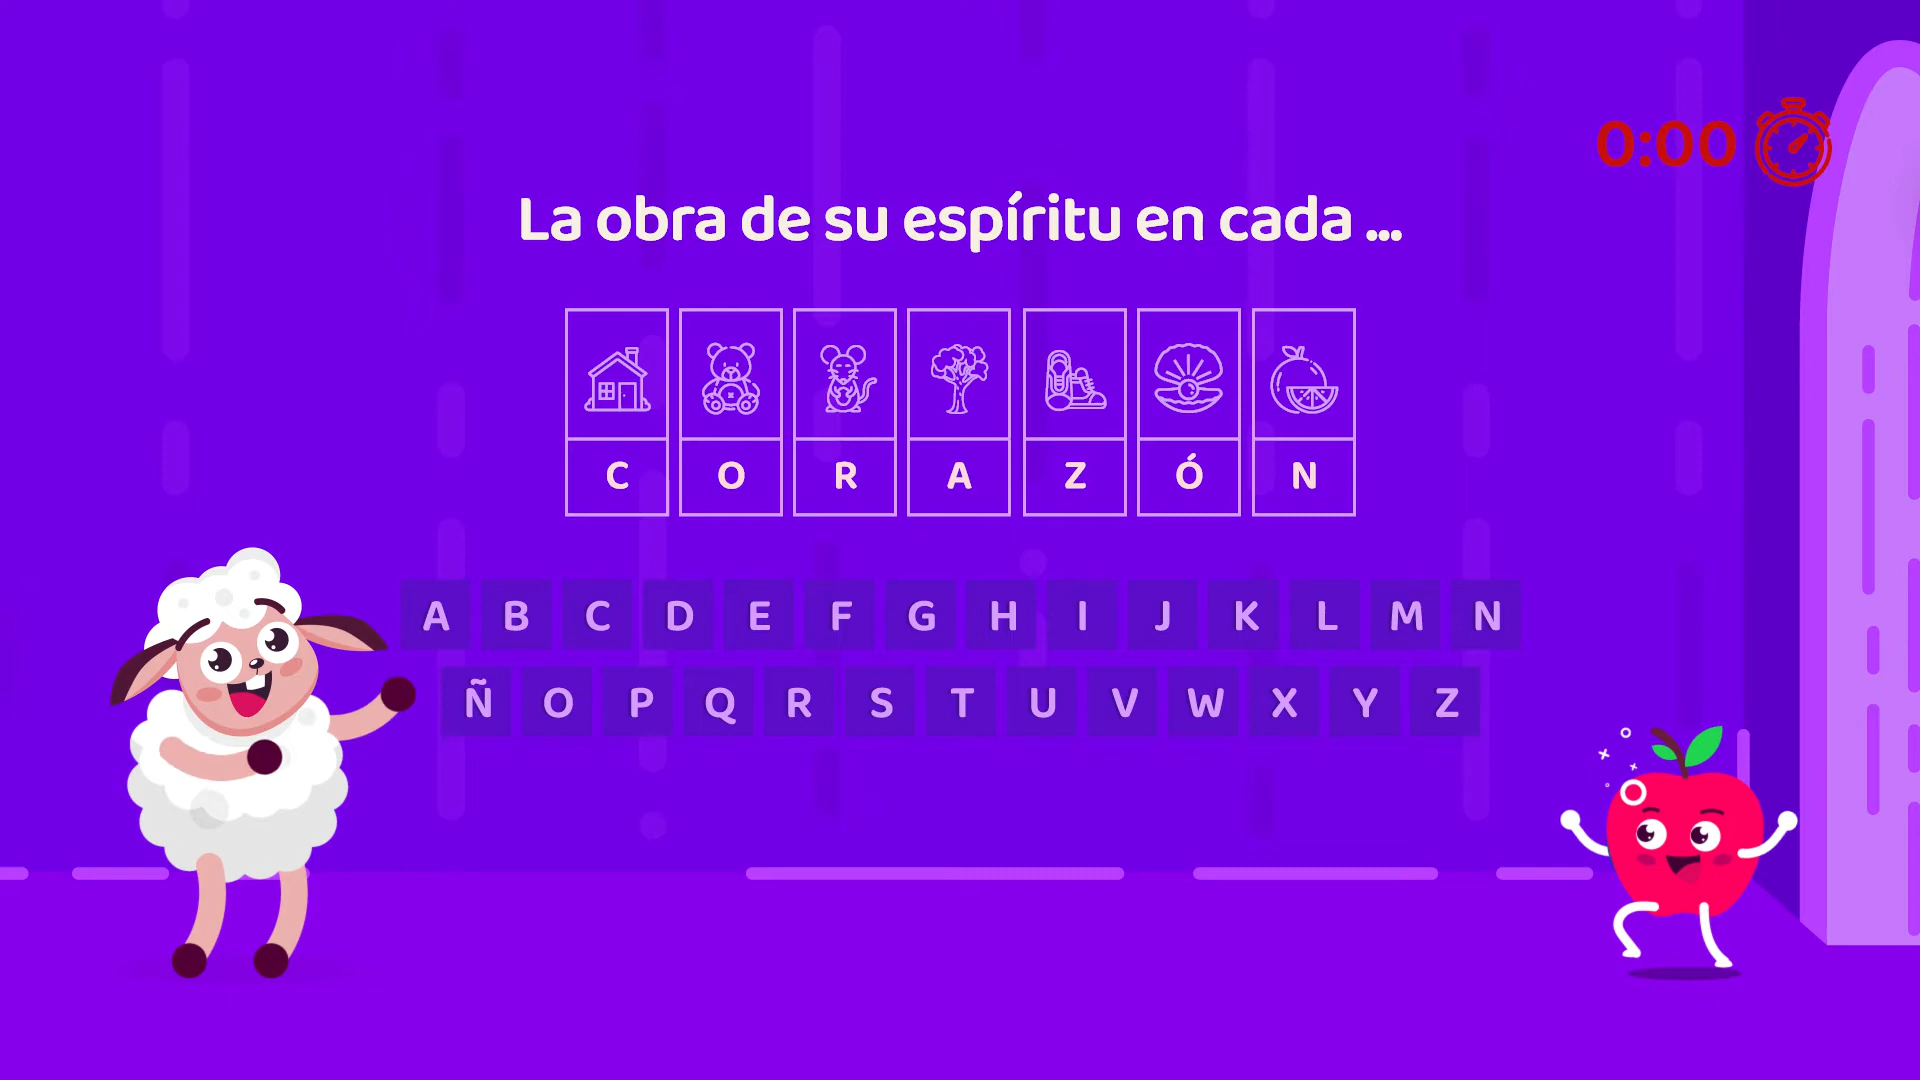 0:00
La obra de su espíritu en cada ...
C O R A Z Ó N
A B C D E F G H I J K L M N
Ñ O P Q R S T U V W X Y Z